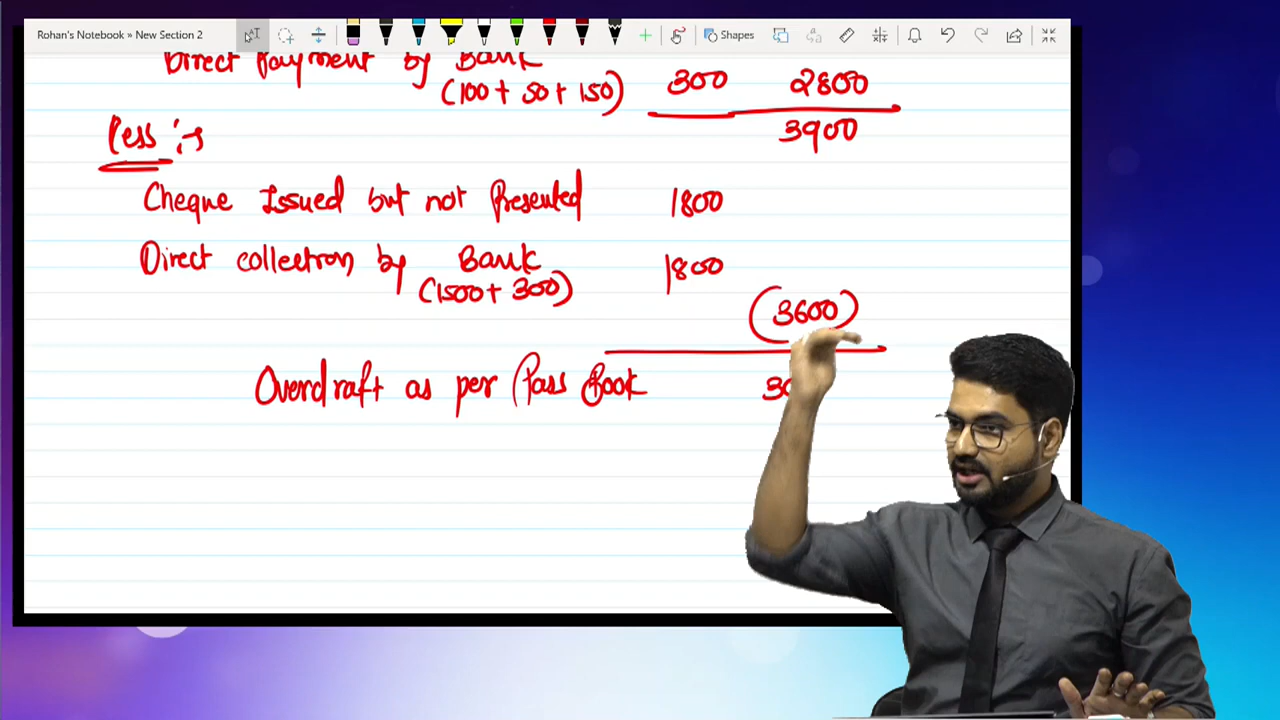 Rohan's Notebook » New Section 2
Shapes
Direct Payment by Bank
(100 + 50 + 150) 300 2800
3900
Less :-
Cheque Issued but not Presented 1800
Direct collection by Bank 1800
(1500 + 300)
(3600)
Overdraft as per Pass Book